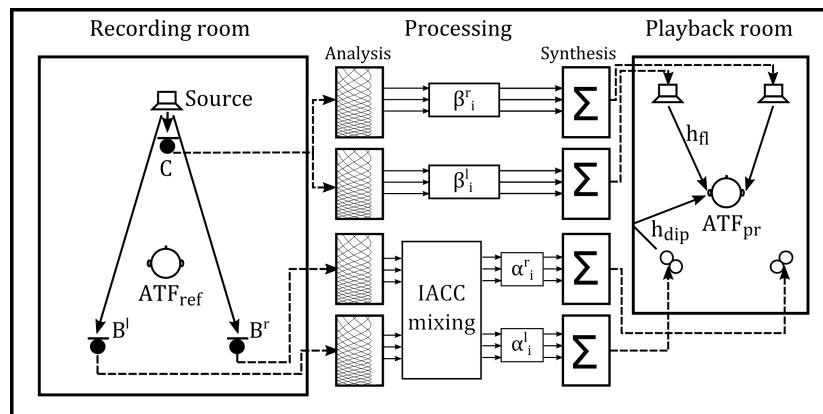 Recording room
Processing
Playback room
Analysis
Synthesis
Source
C
ATF_ref
B^l
B^r
β^r_i
β^l_i
IACC
mixing
α^r_i
α^l_i
Σ
Σ
Σ
Σ
h_fl
h_dip
ATF_pr